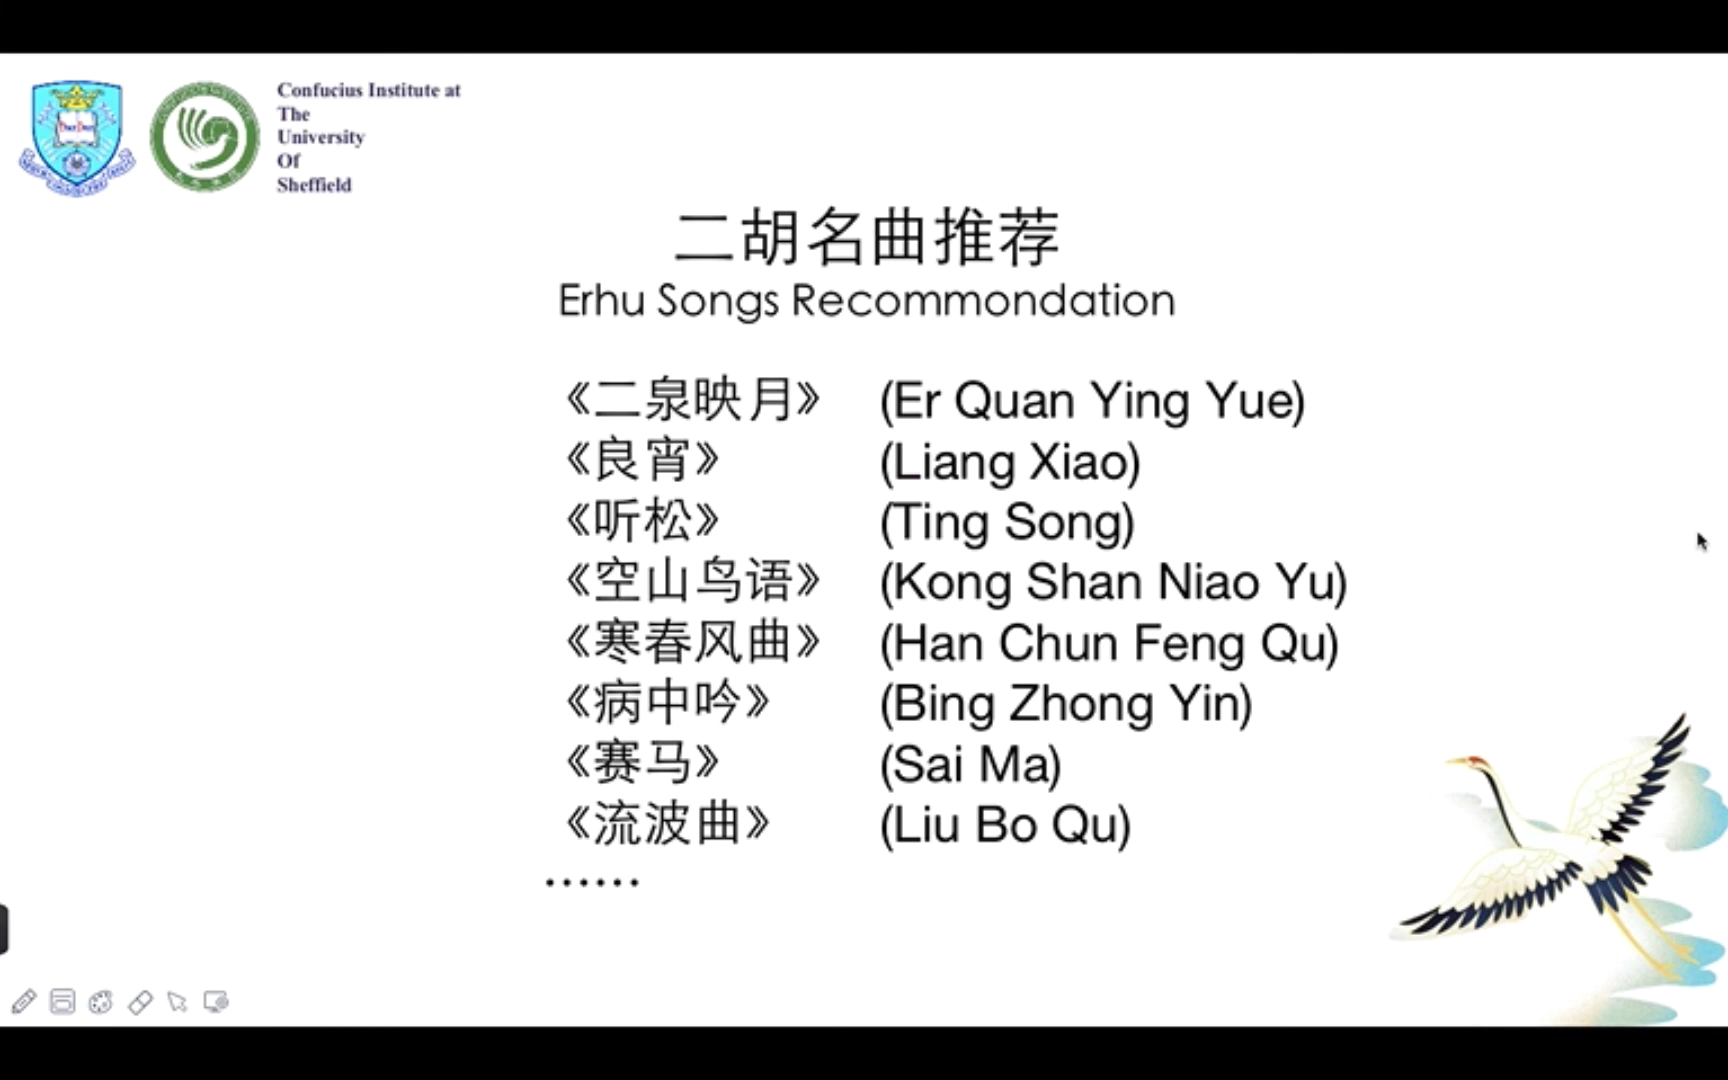 Confucius Institute at
The
University
Of
Sheffield
二胡名曲推荐
Erhu Songs Recommondation
《二泉映月》 (Er Quan Ying Yue)
《良宵》 (Liang Xiao)
《听松》 (Ting Song)
《空山鸟语》 (Kong Shan Niao Yu)
《寒春风曲》 (Han Chun Feng Qu)
《病中吟》 (Bing Zhong Yin)
《赛马》 (Sai Ma)
《流波曲》 (Liu Bo Qu)
······